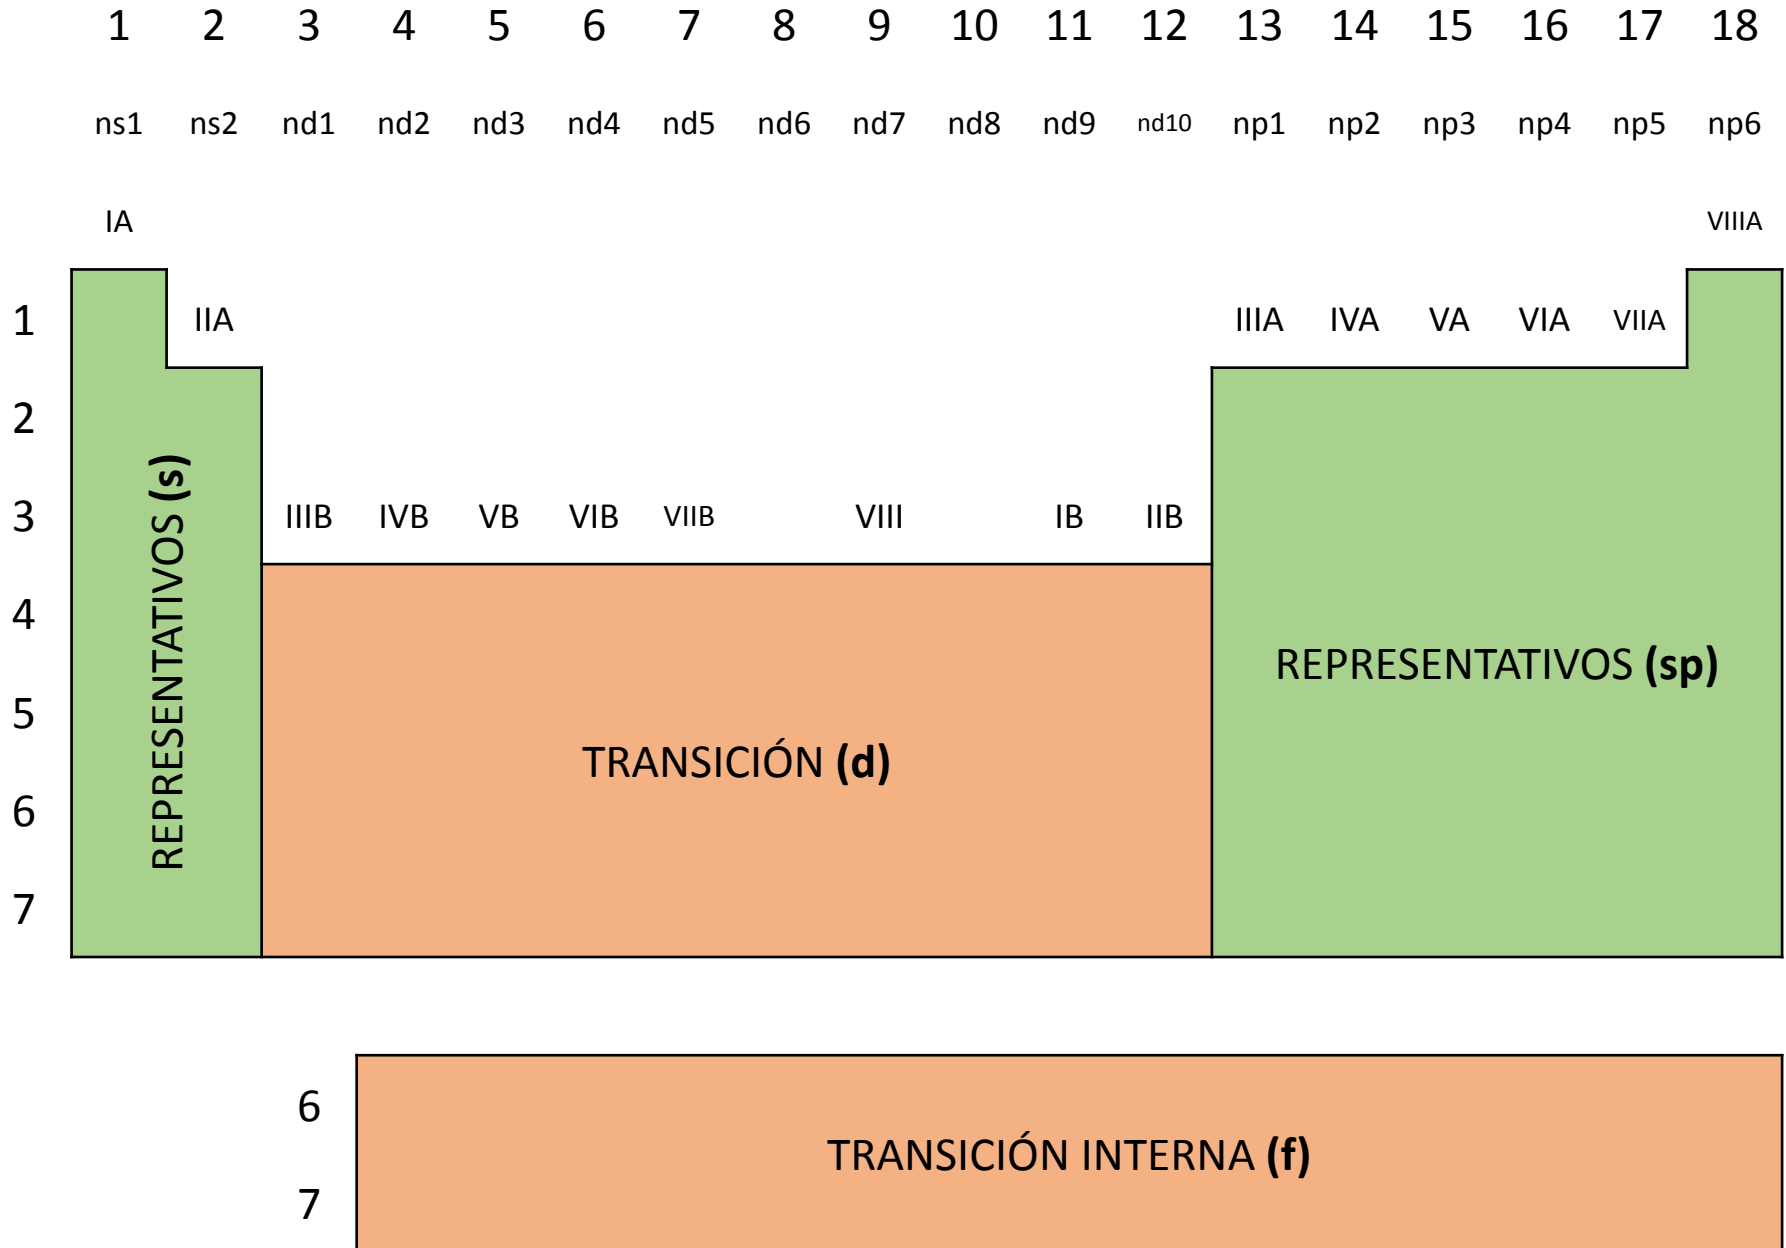 1 2 3 4 5 6 7 8 9 10 11 12 13 14 15 16 17 18
ns1 ns2 nd1 nd2 nd3 nd4 nd5 nd6 nd7 nd8 nd9 nd10 np1 np2 np3 np4 np5 np6
IA VIIIA
1 IIA IIIA IVA VA VIA VIIA
2
3 IIIB IVB VB VIB VIIB VIII IB IIB
4
REPRESENTATIVOS (s)
REPRESENTATIVOS (sp)
5
TRANSICIÓN (d)
6
7
6
TRANSICIÓN INTERNA (f)
7